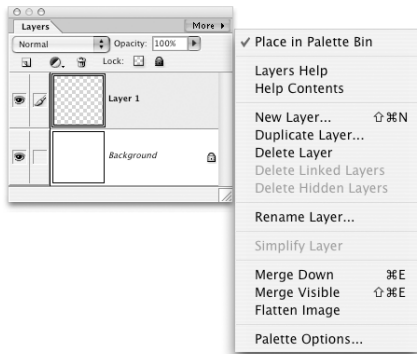 Layers
More
Normal
Opacity: 100%
Lock:
Layer 1
Background
✓ Place in Palette Bin
Layers Help
Help Contents
New Layer... ⇧⌘N
Duplicate Layer...
Delete Layer
Delete Linked Layers
Delete Hidden Layers
Rename Layer...
Simplify Layer
Merge Down ⌘E
Merge Visible ⇧⌘E
Flatten Image
Palette Options...